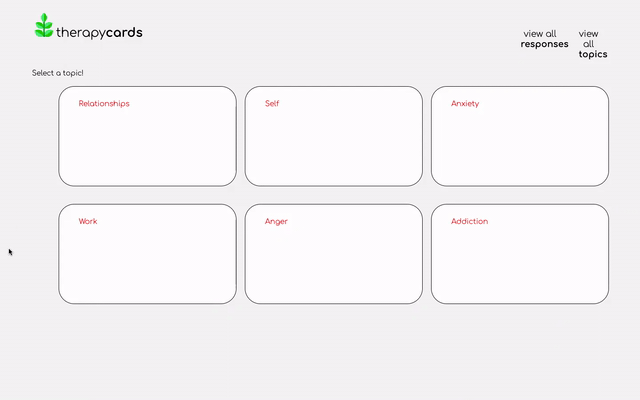 therapycards
view all
responses
view
all
topics
Select a topic!
Relationships
Self
Anxiety
Work
Anger
Addiction